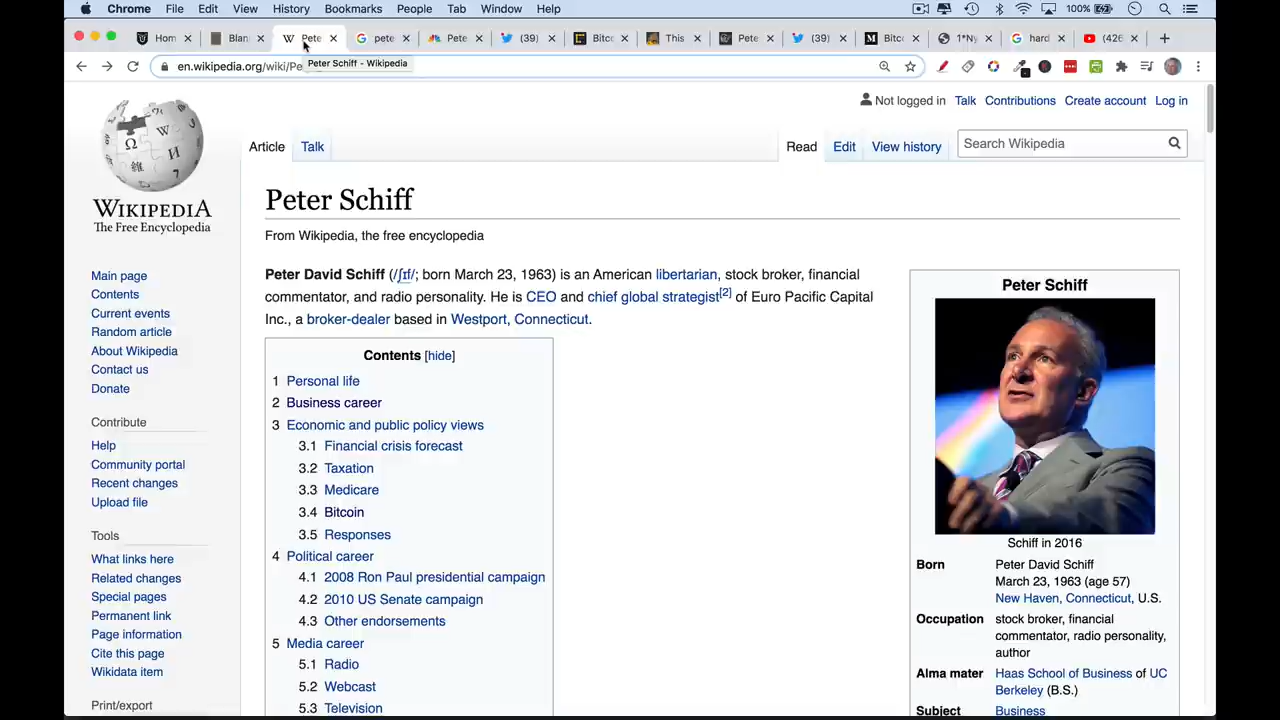 Chrome File Edit View History Bookmarks People Tab Window Help 100%
Hom Blan Pete pete Pete (39) Bitco This Pete (39) Bitco 1*Ny hard (426
en.wikipedia.org/wiki/Pe
Peter Schiff - Wikipedia
Not logged in Talk Contributions Create account Log in
Article Talk Read Edit View history Search Wikipedia
WIKIPEDIA
The Free Encyclopedia
Peter Schiff
From Wikipedia, the free encyclopedia
Peter David Schiff (/ʃɪf/; born March 23, 1963) is an American libertarian, stock broker, financial
commentator, and radio personality. He is CEO and chief global strategist[2] of Euro Pacific Capital
Inc., a broker-dealer based in Westport, Connecticut.
Main page
Contents
Current events
Random article
About Wikipedia
Contact us
Donate
Contribute
Help
Community portal
Recent changes
Upload file
Tools
What links here
Related changes
Special pages
Permanent link
Page information
Cite this page
Wikidata item
Print/export
Contents [hide]
1 Personal life
2 Business career
3 Economic and public policy views
3.1 Financial crisis forecast
3.2 Taxation
3.3 Medicare
3.4 Bitcoin
3.5 Responses
4 Political career
4.1 2008 Ron Paul presidential campaign
4.2 2010 US Senate campaign
4.3 Other endorsements
5 Media career
5.1 Radio
5.2 Webcast
5.3 Television
Peter Schiff
Schiff in 2016
Born Peter David Schiff
March 23, 1963 (age 57)
New Haven, Connecticut, U.S.
Occupation stock broker, financial
commentator, radio personality,
author
Alma mater Haas School of Business of UC
Berkeley (B.S.)
Subject Business